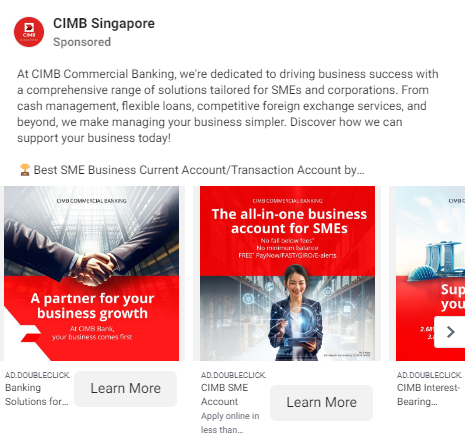 CIMB Singapore
Sponsored
At CIMB Commercial Banking, we're dedicated to driving business success with
a comprehensive range of solutions tailored for SMEs and corporations. From
cash management, flexible loans, competitive foreign exchange services, and
beyond, we make managing your business simpler. Discover how we can
support your business today!
🏆Best SME Business Current Account/Transaction Account by...
CIMB COMMERCIAL BANKING
A partner for your
business growth
At CIMB Bank,
your business comes first
AD.DOUBLECLICK.
Banking
Solutions for...
Learn More
CIMB COMMERCIAL BANKING
The all-in-one business
account for SMEs
No fall below fees*
No minimum balance
FREE* PayNow/FAST/GIRO/E-alerts
AD.DOUBLECLICK.
CIMB SME
Account
Apply online in
less than...
Learn More
CIMB COMM
Sup
you
AD.DOUBLECLICK.
CIMB Interest-
Bearing...